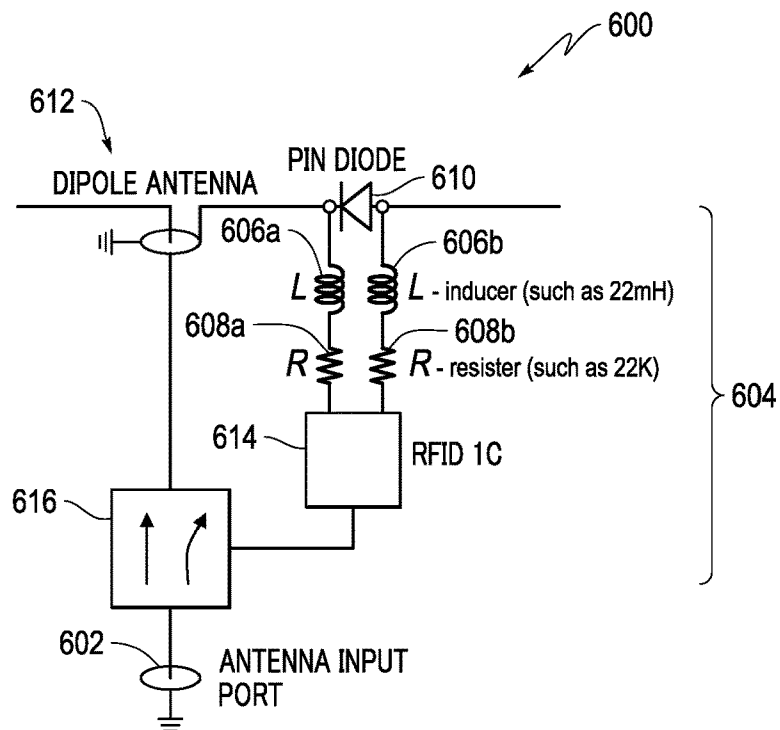 600
612
DIPOLE ANTENNA
PIN DIODE
610
606a
606b
L
L - inducer (such as 22mH)
608a
608b
R
R - resister (such as 22K)
604
614
RFID 1C
616
602
ANTENNA INPUT
PORT